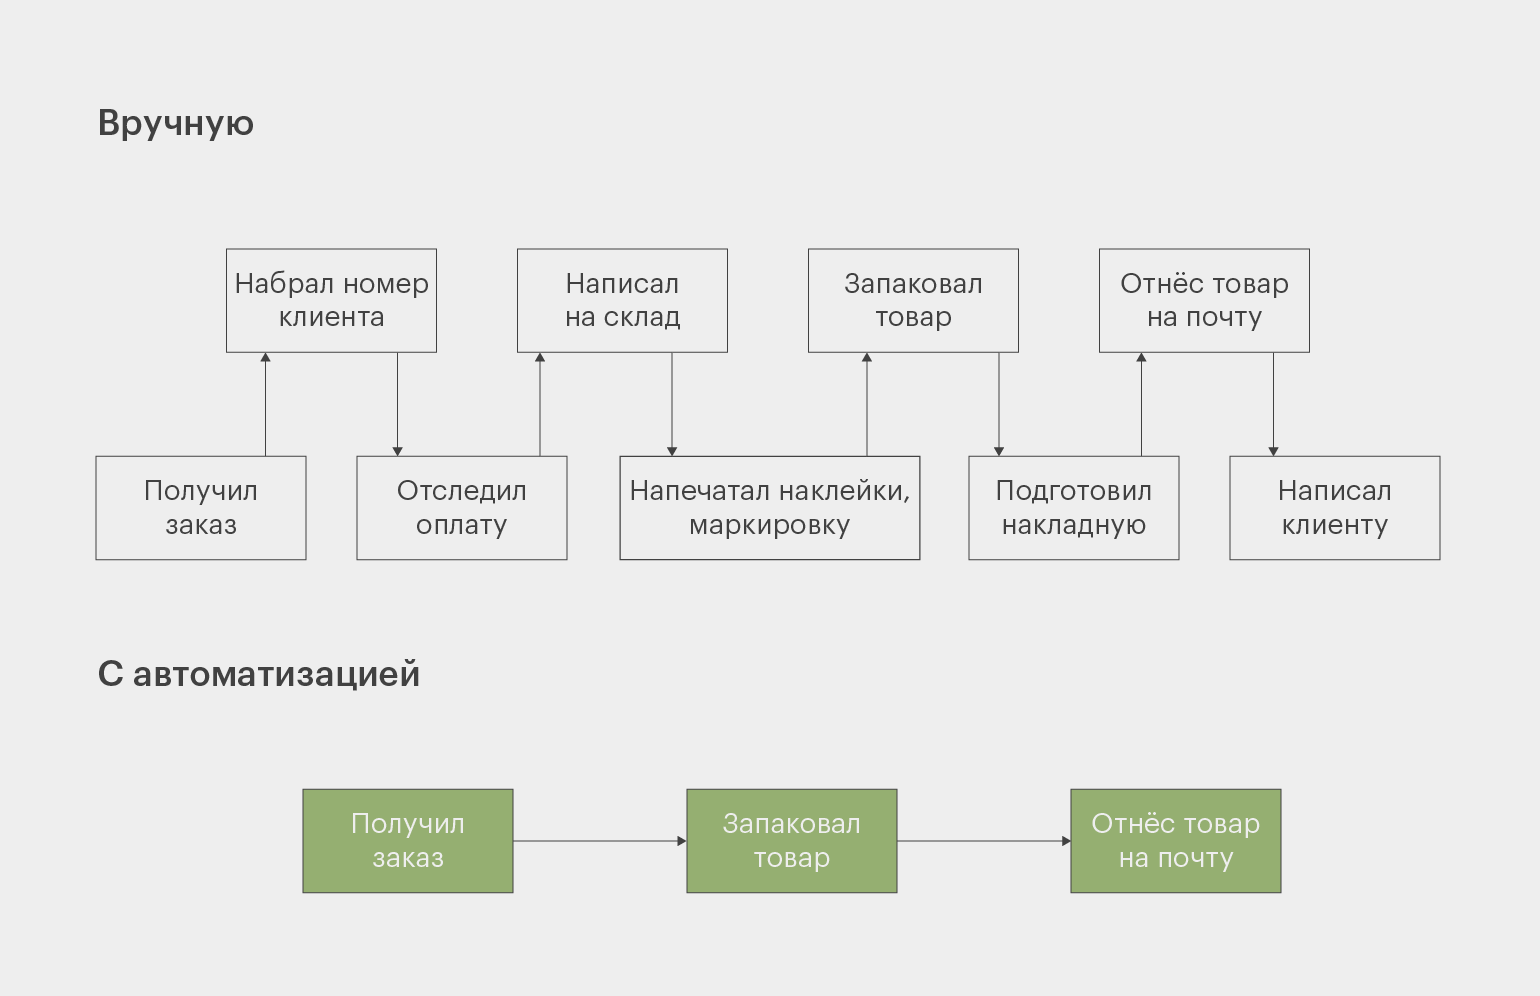 Вручную
Набрал номер
клиента
Написал
на склад
Запаковал
товар
Отнёс товар
на почту
Получил
заказ
Отследил
оплату
Напечатал наклейки,
маркировку
Подготовил
накладную
Написал
клиенту
С автоматизацией
Получил
заказ
Запаковал
товар
Отнёс товар
на почту